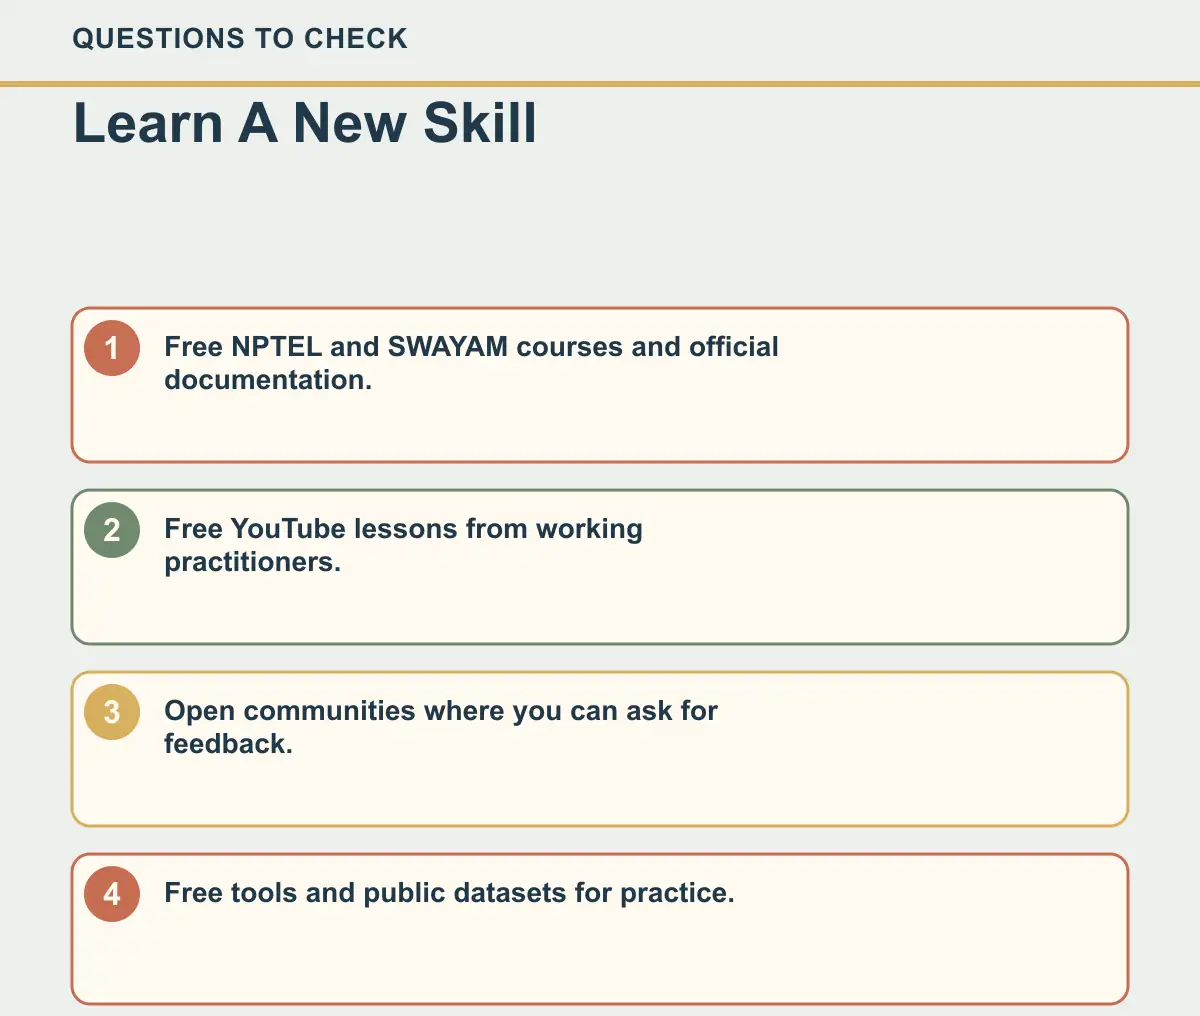 QUESTIONS TO CHECK
Learn A New Skill
1
Free NPTEL and SWAYAM courses and official
documentation.
2
Free YouTube lessons from working
practitioners.
3
Open communities where you can ask for
feedback.
4
Free tools and public datasets for practice.